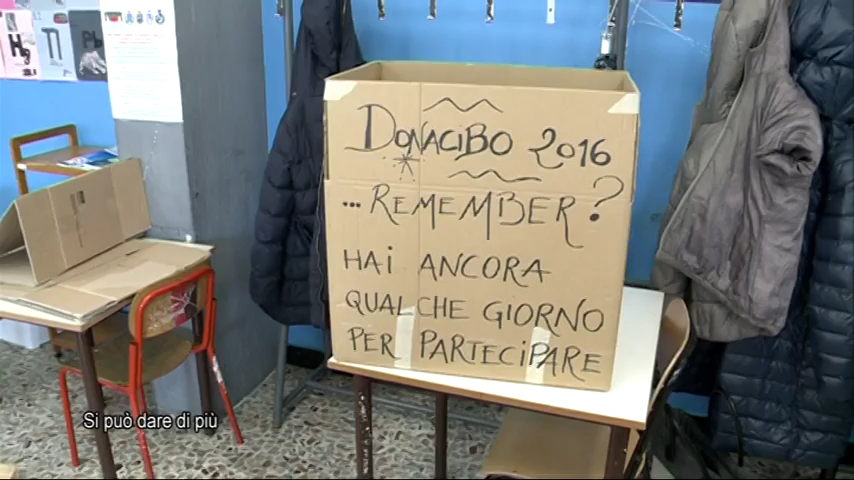 DONACIBO 2016
... REMEMBER?
HAI ANCORA
QUALCHE GIORNO
PER PARTECIPARE
Si può dare di più